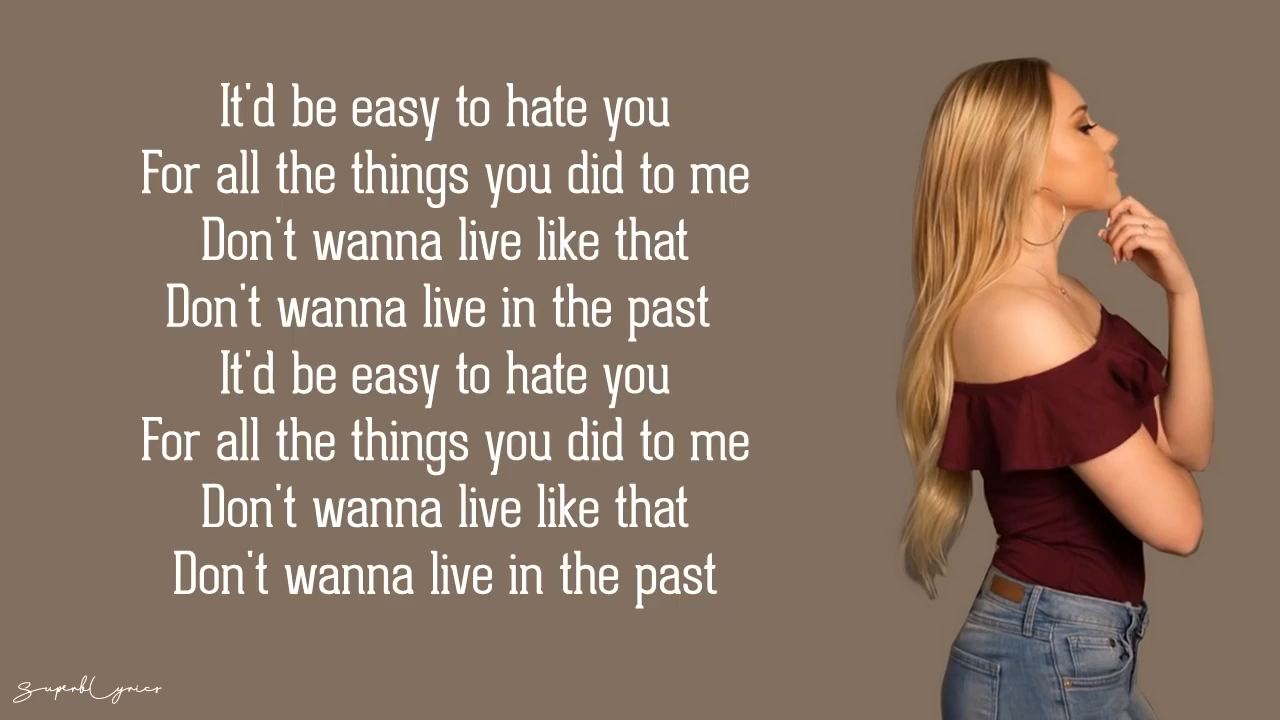 It'd be easy to hate you
For all the things you did to me
Don't wanna live like that
Don't wanna live in the past
It'd be easy to hate you
For all the things you did to me
Don't wanna live like that
Don't wanna live in the past
SuperbLyrics